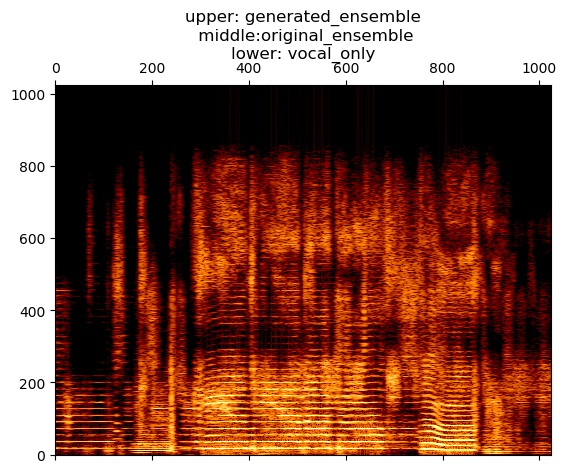 upper: generated_ensemble
middle:original_ensemble
lower: vocal_only
0 200 400 600 800 1000
1000
800
600
400
200
0